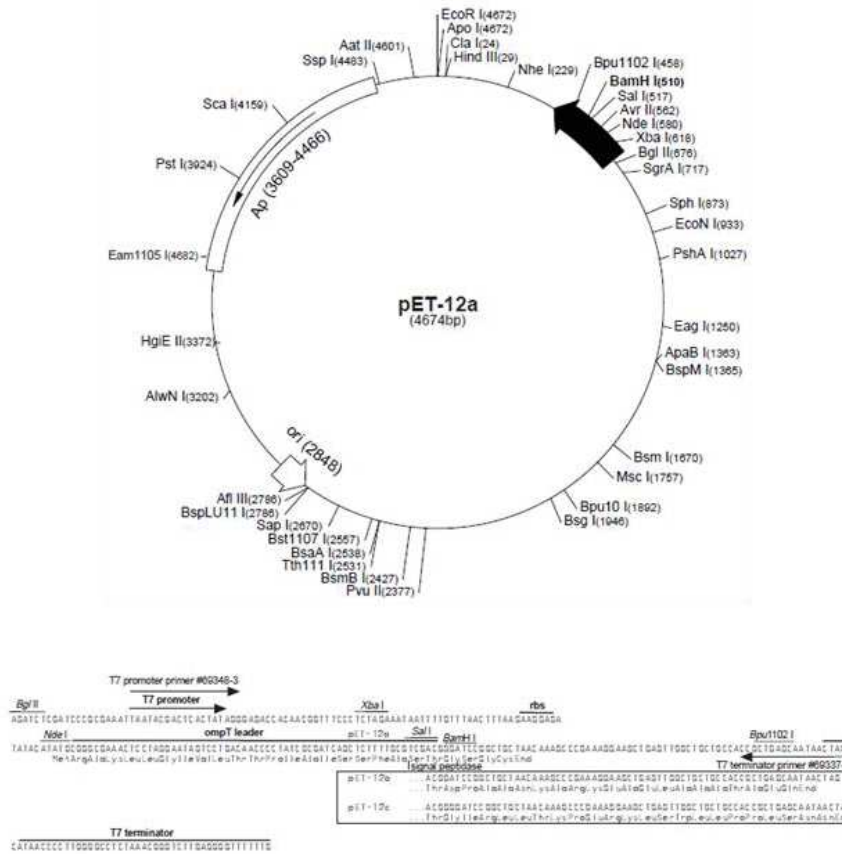 EcoR I(4672)
Apo I(4672)
Cla I(24)
Hind III(29)
Nhe I(229)
Bpu1102 I(458)
BamH I(510)
Sal I(517)
Avr II(562)
Nde I(580)
Xba I(618)
Bgl II(676)
SgrA I(717)
Sph I(873)
EcoN I(933)
PshA I(1027)
Eag I(1250)
ApaB I(1363)
BspM I(1365)
Bsm I(1670)
Msc I(1757)
Bpu10 I(1892)
Bsg I(1946)
Pvu II(2377)
BsmB I(2427)
Tth111 I(2531)
BsaA I(2538)
Bst1107 I(2557)
Sap I(2670)
BspLU11 I(2786)
Afl III(2786)
ori (2848)
AlwN I(3202)
HgiE II(3372)
Eam1105 I(4682)
Pst I(3924)
Sca I(4159)
Ssp I(4483)
Aat II(4601)
Ap (3609-4466)
pET-12a
(4674bp)
T7 promoter primer #69348-3
Bgl II T7 promoter Xba I rbs
AGATCTCGATCCCGCGAAATTAATACGACTCACTATAGGGAGACCACAACGGTTTCCCTCTAGAAATAATTTTGTTTAACTTTAAGAAGGAGA
Nde I ompT leader pET-12a Sal I BamH I Bpu1102 I
signal peptidase T7 terminator primer #69337-
pET-12b
pET-12c
T7 terminator
CATAACCCCTTGGGGCCTCTAAACGGGTCTTGAGGGGTTTTTTG